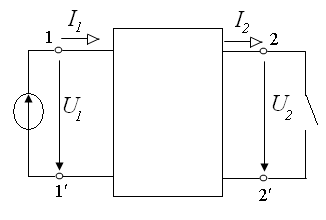 1 I₁ I₂ 2
U₁ U₂
1' 2'